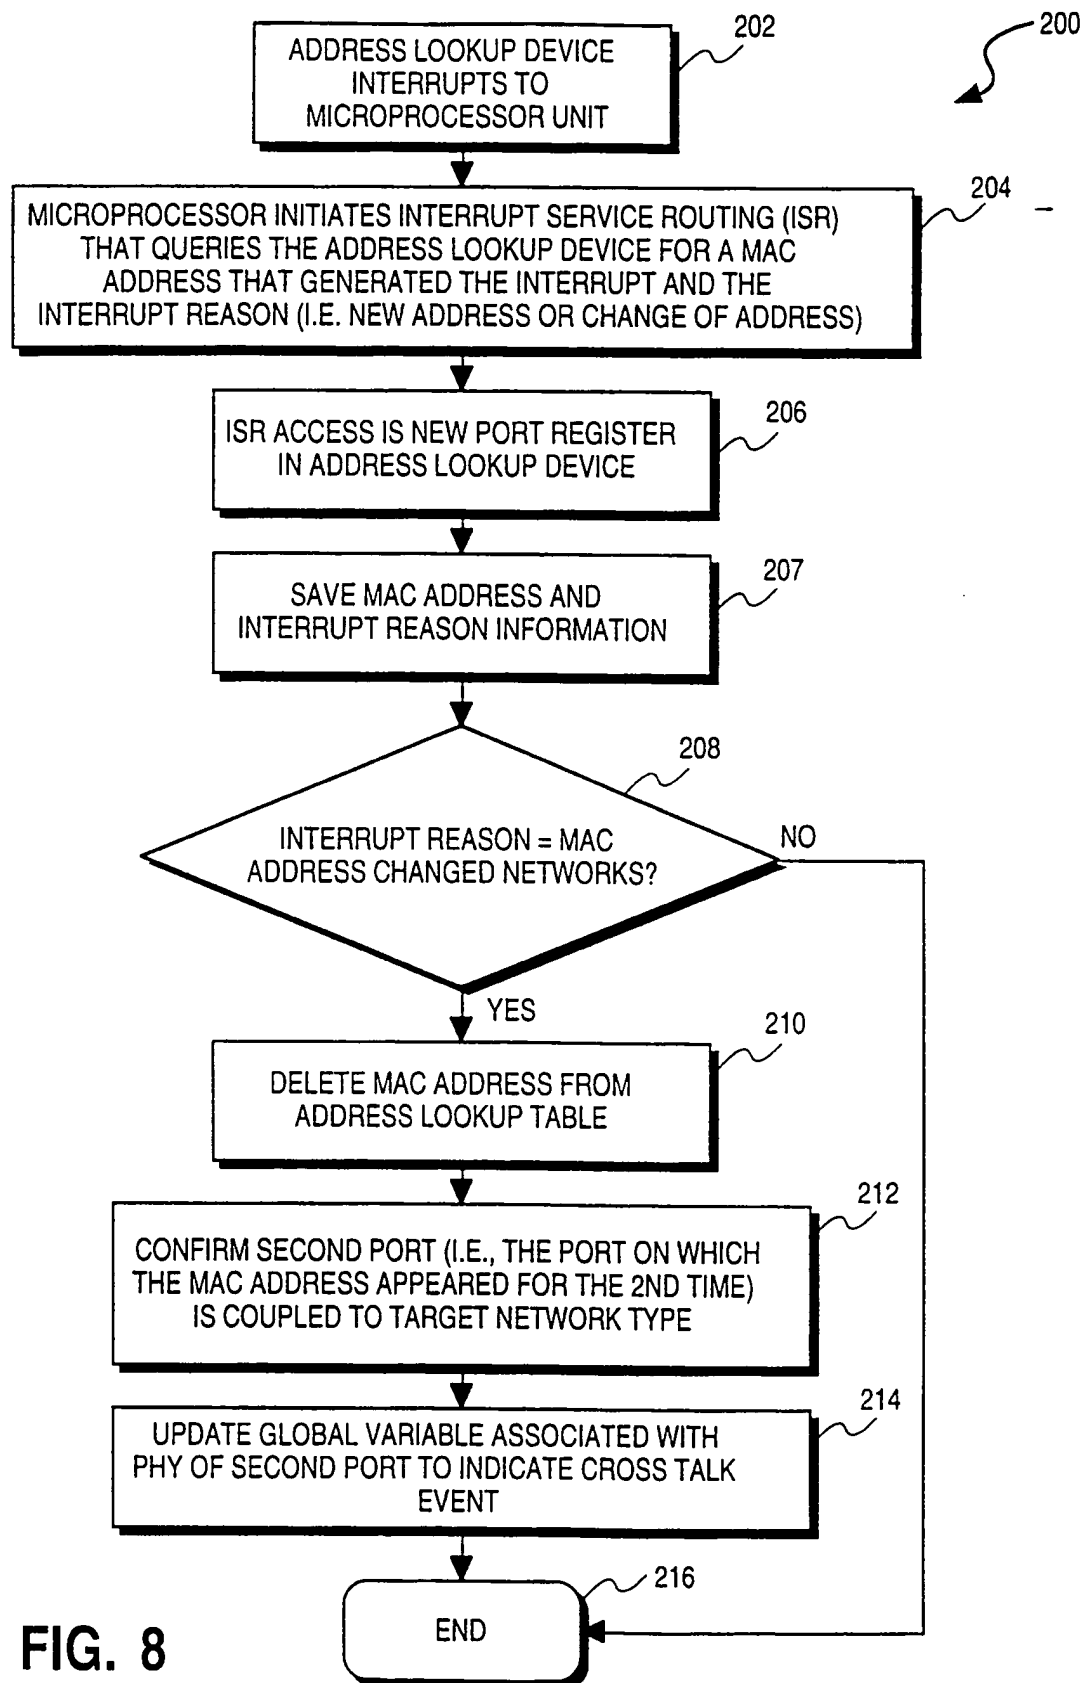 200
202
ADDRESS LOOKUP DEVICE
INTERRUPTS TO
MICROPROCESSOR UNIT
204
MICROPROCESSOR INITIATES INTERRUPT SERVICE ROUTING (ISR)
THAT QUERIES THE ADDRESS LOOKUP DEVICE FOR A MAC
ADDRESS THAT GENERATED THE INTERRUPT AND THE
INTERRUPT REASON (I.E. NEW ADDRESS OR CHANGE OF ADDRESS)
206
ISR ACCESS IS NEW PORT REGISTER
IN ADDRESS LOOKUP DEVICE
207
SAVE MAC ADDRESS AND
INTERRUPT REASON INFORMATION
208
INTERRUPT REASON = MAC
ADDRESS CHANGED NETWORKS?
NO
YES
210
DELETE MAC ADDRESS FROM
ADDRESS LOOKUP TABLE
212
CONFIRM SECOND PORT (I.E., THE PORT ON WHICH
THE MAC ADDRESS APPEARED FOR THE 2ND TIME)
IS COUPLED TO TARGET NETWORK TYPE
214
UPDATE GLOBAL VARIABLE ASSOCIATED WITH
PHY OF SECOND PORT TO INDICATE CROSS TALK
EVENT
216
END
FIG. 8